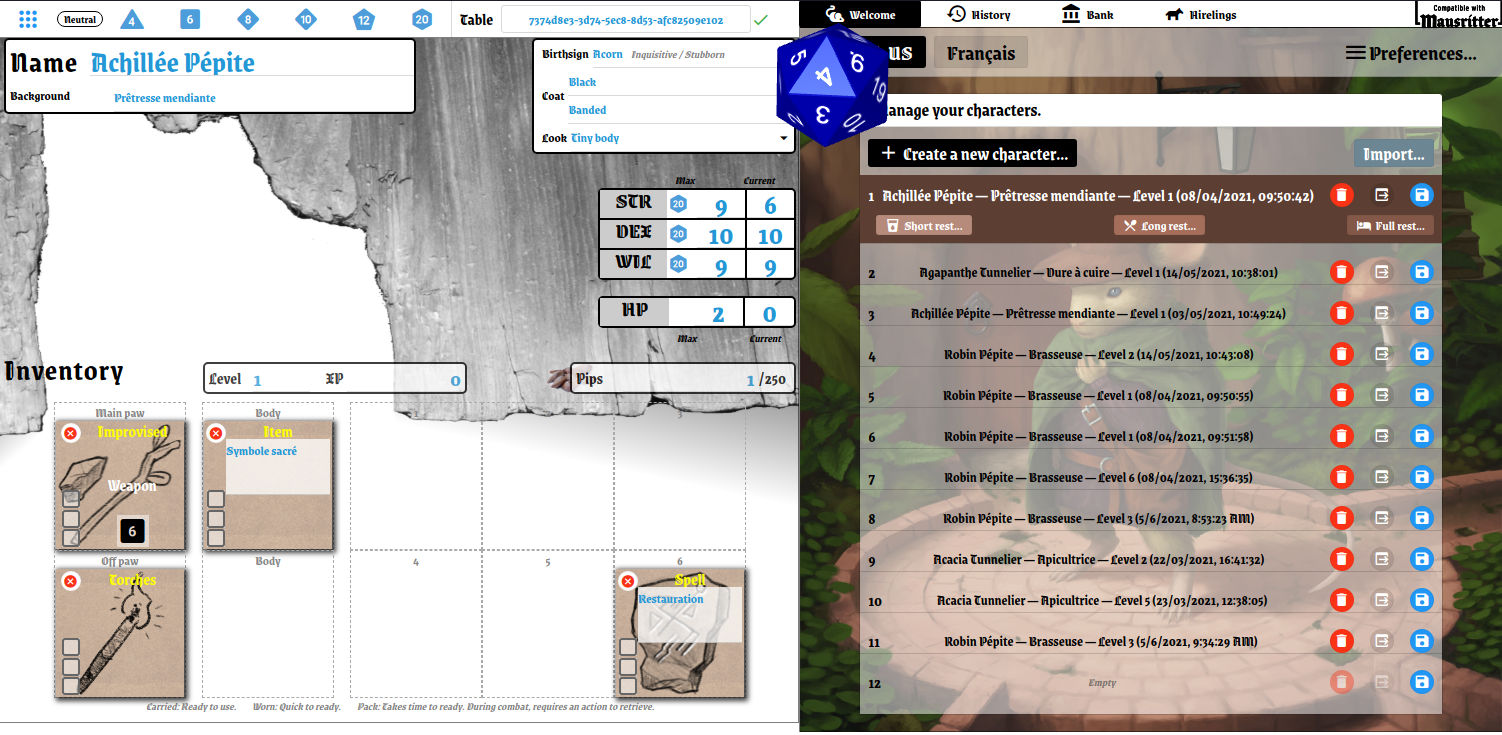 Neutral 4 6 8 10 12 20 Table 7374d8e3-3d74-5ec8-8d53-afc82509e102
Welcome History Bank Hirelings
Compatible with
Mausritter
Name Achillée Pépite
Background Prêtresse mendiante
Birthsign Acorn Inquisitive / Stubborn
Coat Black
Banded
Look Tiny body
Max Current
STR 20 9 6
DEX 20 10 10
WIL 20 9 9
HP 2 0
Max Current
Inventory
Level 1 XP 0
Pips 1 /250
Main paw
Improvised
Weapon
6
Body
Item
Symbole sacré
3
Off paw
Torches
Body
4
5
6
Spell
Restauration
Carried: Ready to use. Worn: Quick to ready. Pack: Takes time to ready. During combat, requires an action to retrieve.
5 4 9 19 3 10
us Français Preferences...
anage your characters.
+ Create a new character... Import...
1 Achillée Pépite — Prêtresse mendiante — Level 1 (08/04/2021, 09:50:42)
Short rest... Long rest... Full rest...
2 Agapanthe Tunnelier — Dure à cuire — Level 1 (14/05/2021, 10:38:01)
3 Achillée Pépite — Prêtresse mendiante — Level 1 (03/05/2021, 10:49:24)
4 Robin Pépite — Brasseuse — Level 2 (14/05/2021, 10:43:08)
5 Robin Pépite — Brasseuse — Level 1 (08/04/2021, 09:50:55)
6 Robin Pépite — Brasseuse — Level 1 (08/04/2021, 09:51:58)
7 Robin Pépite — Brasseuse — Level 6 (08/04/2021, 15:36:35)
8 Robin Pépite — Brasseuse — Level 3 (5/6/2021, 8:53:23 AM)
9 Acacia Tunnelier — Apicultrice — Level 2 (22/03/2021, 16:41:32)
10 Acacia Tunnelier — Apicultrice — Level 5 (23/03/2021, 12:38:05)
11 Robin Pépite — Brasseuse — Level 3 (5/6/2021, 9:34:29 AM)
12 Empty